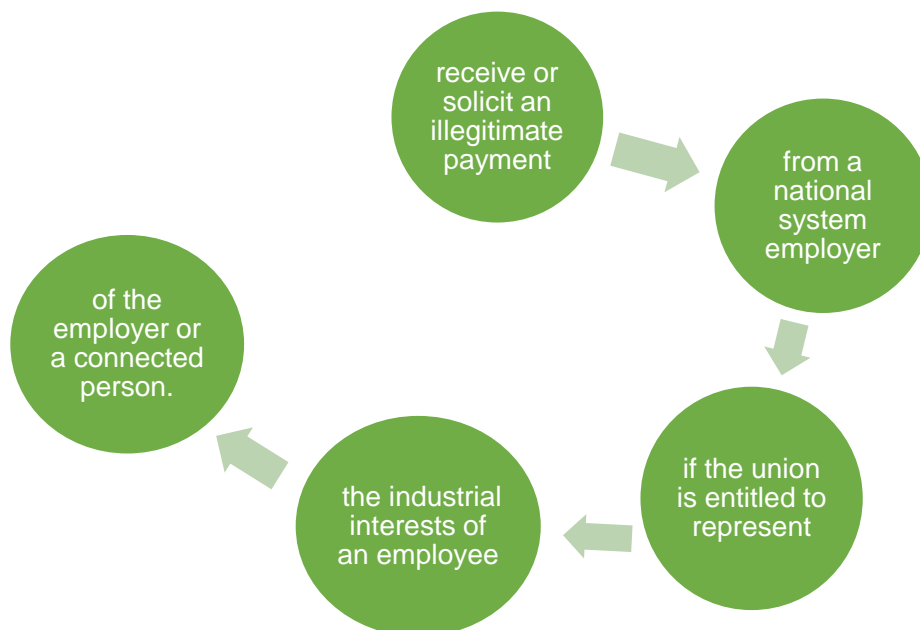 receive or
solicit an
illegitimate
payment
from a
national
system
employer
if the union
is entitled to
represent
the industrial
interests of
an employee
of the
employer or
a connected
person.